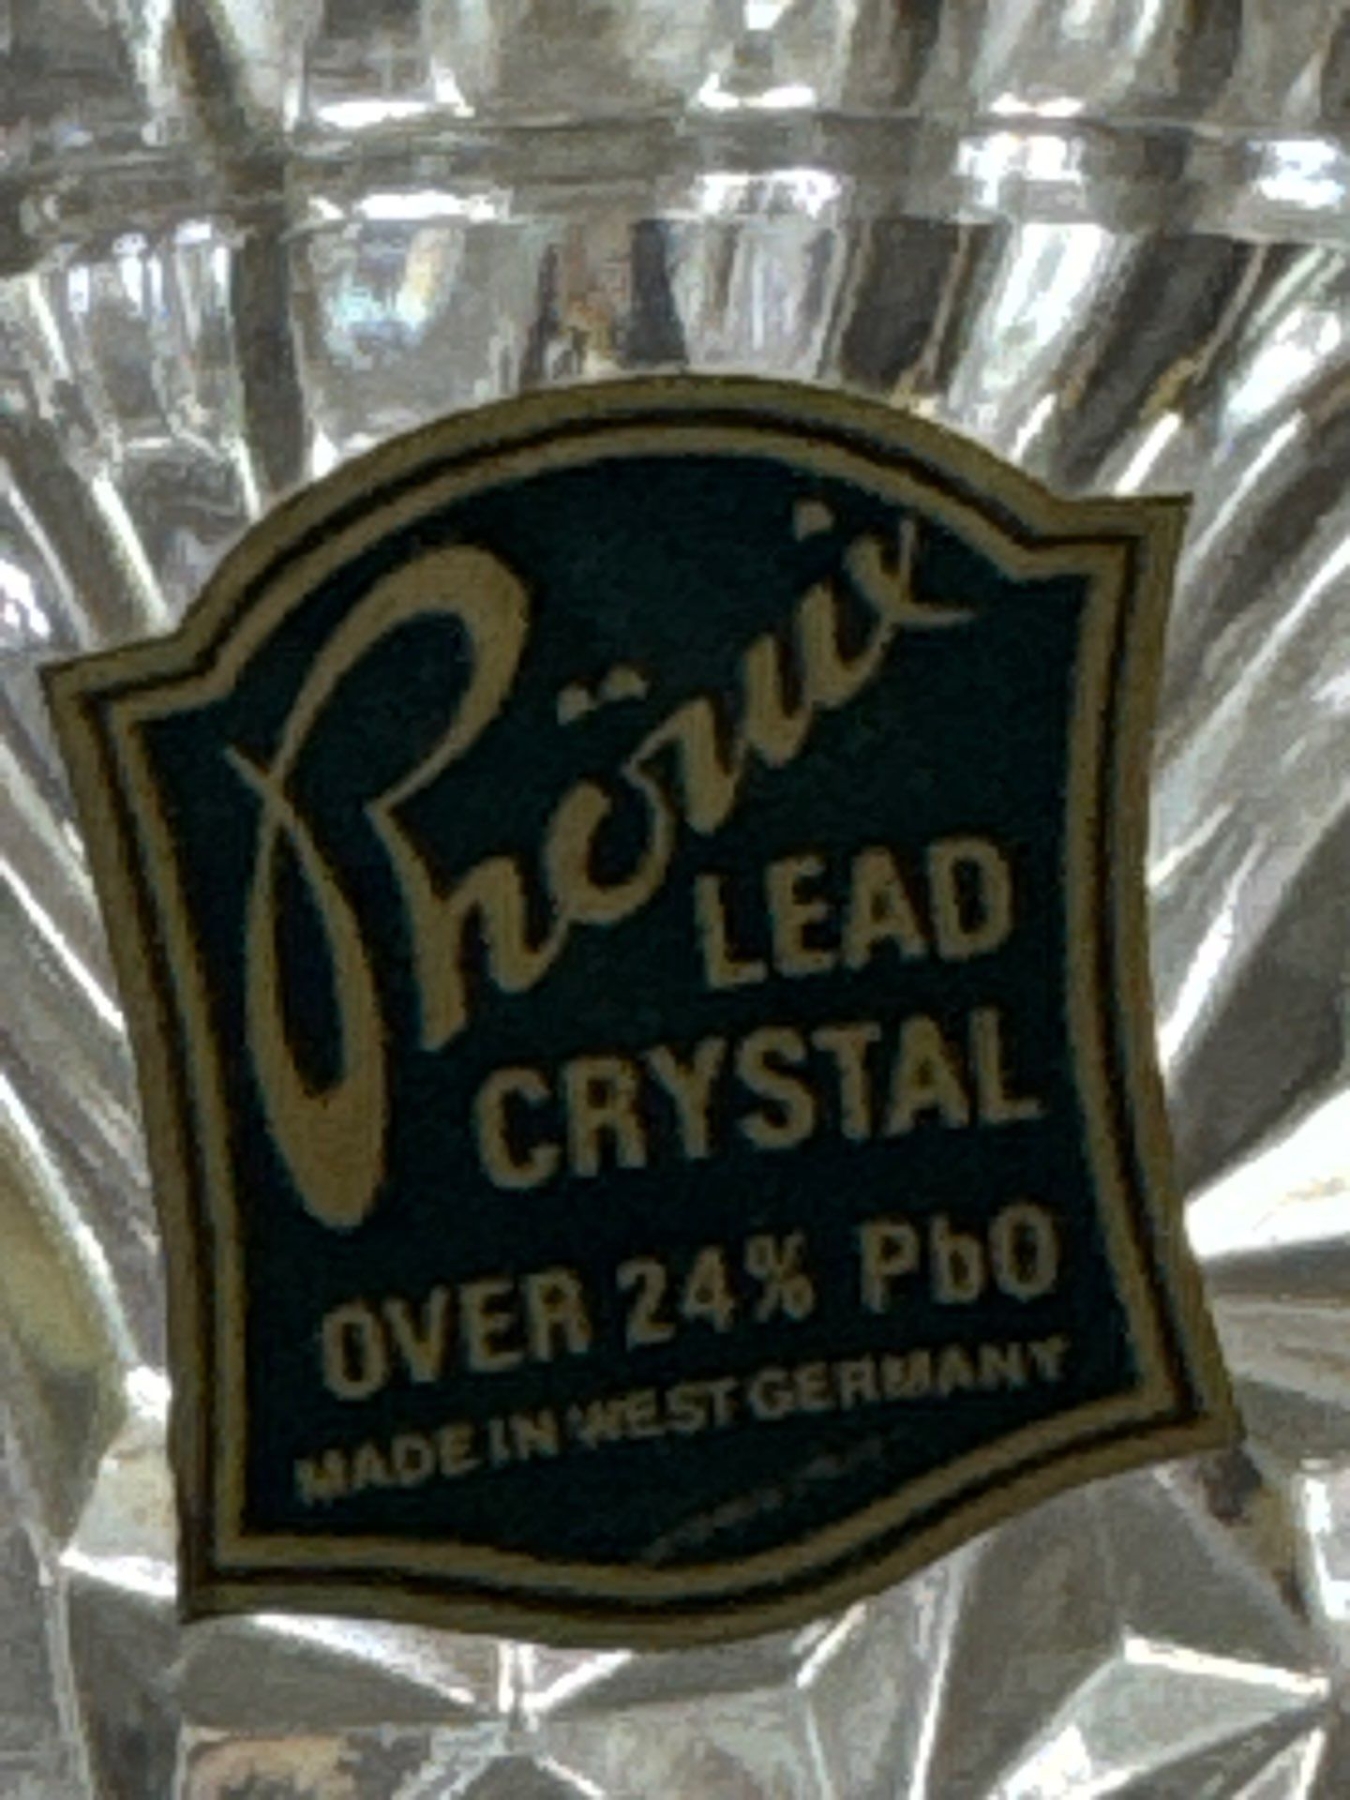 Phönix
LEAD
CRYSTAL
OVER 24% PbO
MADE IN WEST GERMANY